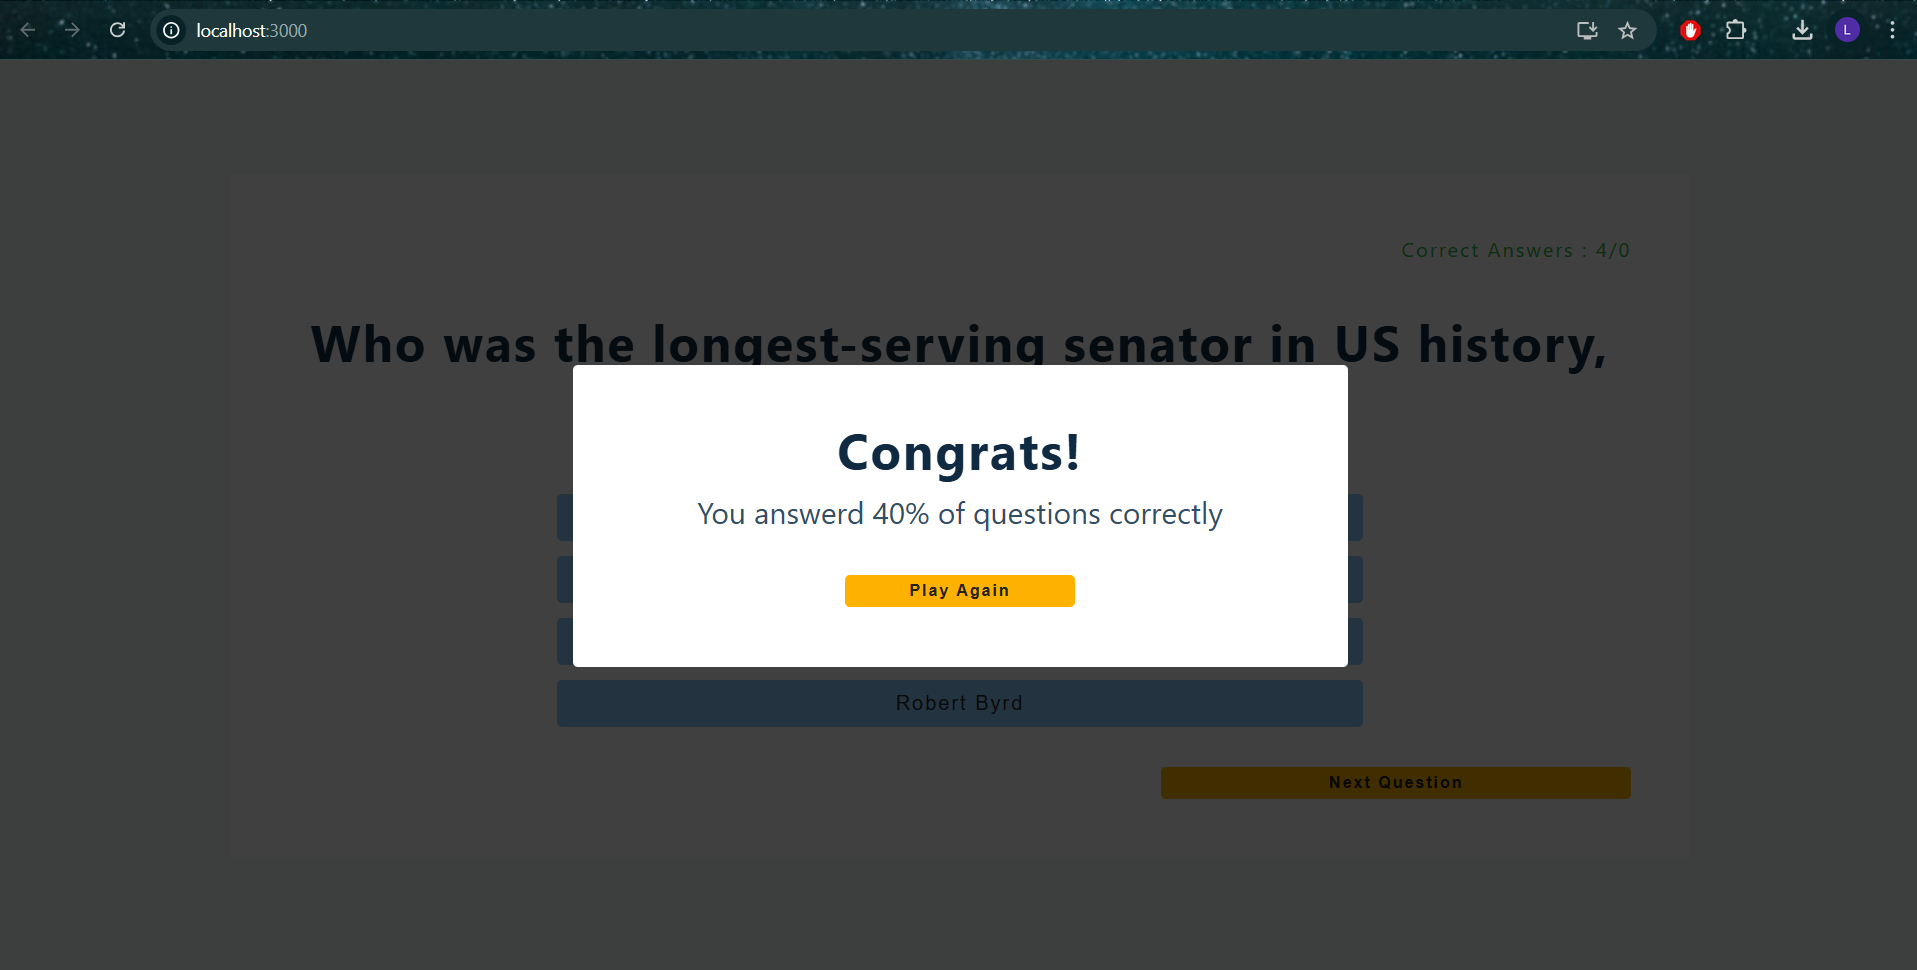 localhost:3000
L
Correct Answers : 4/0
Who was the longest-serving senator in US history,
Congrats!
You answerd 40% of questions correctly
Play Again
Robert Byrd
Next Question